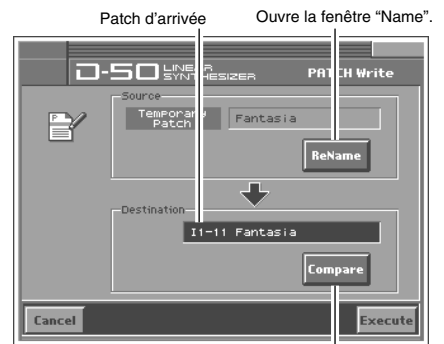 Patch d'arrivée
Ouvre la fenêtre “Name”.
D-50 LINEAR SYNTHESIZER
PATCH Write
Source
Temporary Patch
Fantasia
ReName
Destination
I1-11 Fantasia
Compare
Cancel
Execute